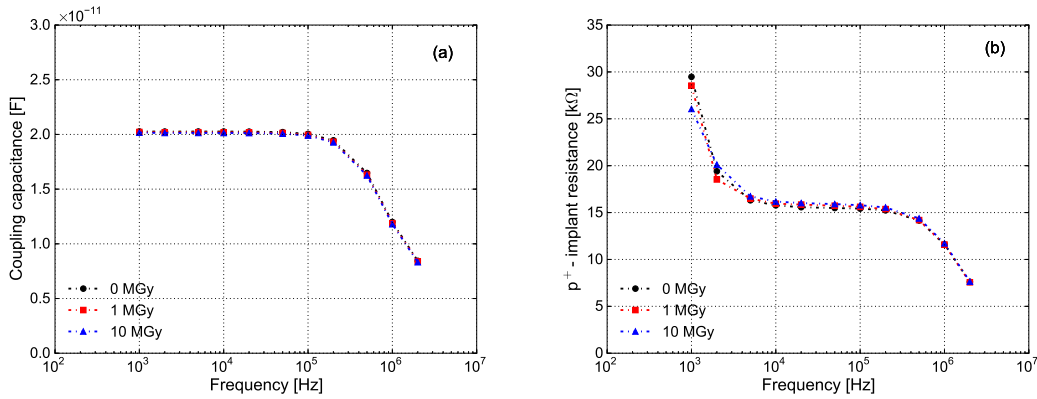 ×10⁻¹¹
(a)
3.0
2.5
2.0
1.5
1.0
0.5
0.0
Coupling capacitance [F]
0 MGy
1 MGy
10 MGy
10² 10³ 10⁴ 10⁵ 10⁶ 10⁷
Frequency [Hz]
(b)
35
30
25
20
15
10
5
0
p⁺ - implant resistance [kΩ]
0 MGy
1 MGy
10 MGy
10² 10³ 10⁴ 10⁵ 10⁶ 10⁷
Frequency [Hz]